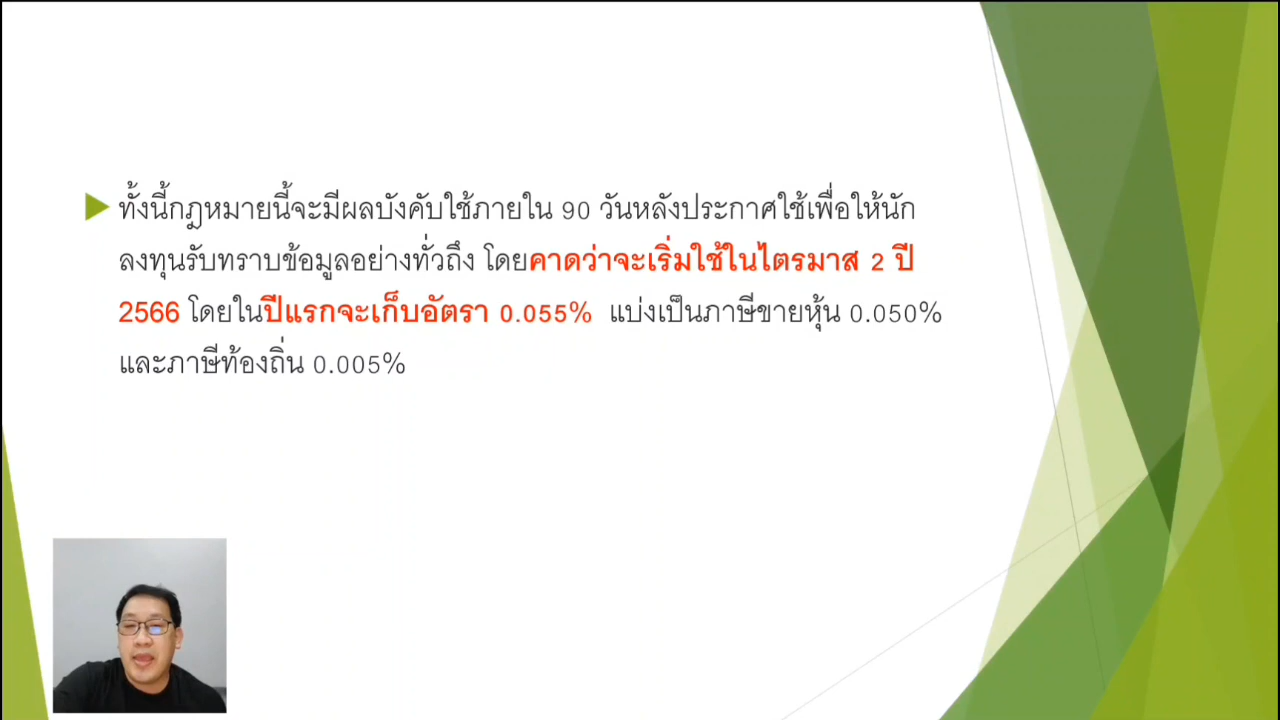 ทั้งนี้กฎหมายนี้จะมีผลบังคับใช้ภายใน 90 วันหลังประกาศใช้เพื่อให้นัก
ลงทุนรับทราบข้อมูลอย่างทั่วถึง โดยคาดว่าจะเริ่มใช้ในไตรมาส 2 ปี
2566 โดยในปีแรกจะเก็บอัตรา 0.055% แบ่งเป็นภาษีขายหุ้น 0.050%
และภาษีท้องถิ่น 0.005%